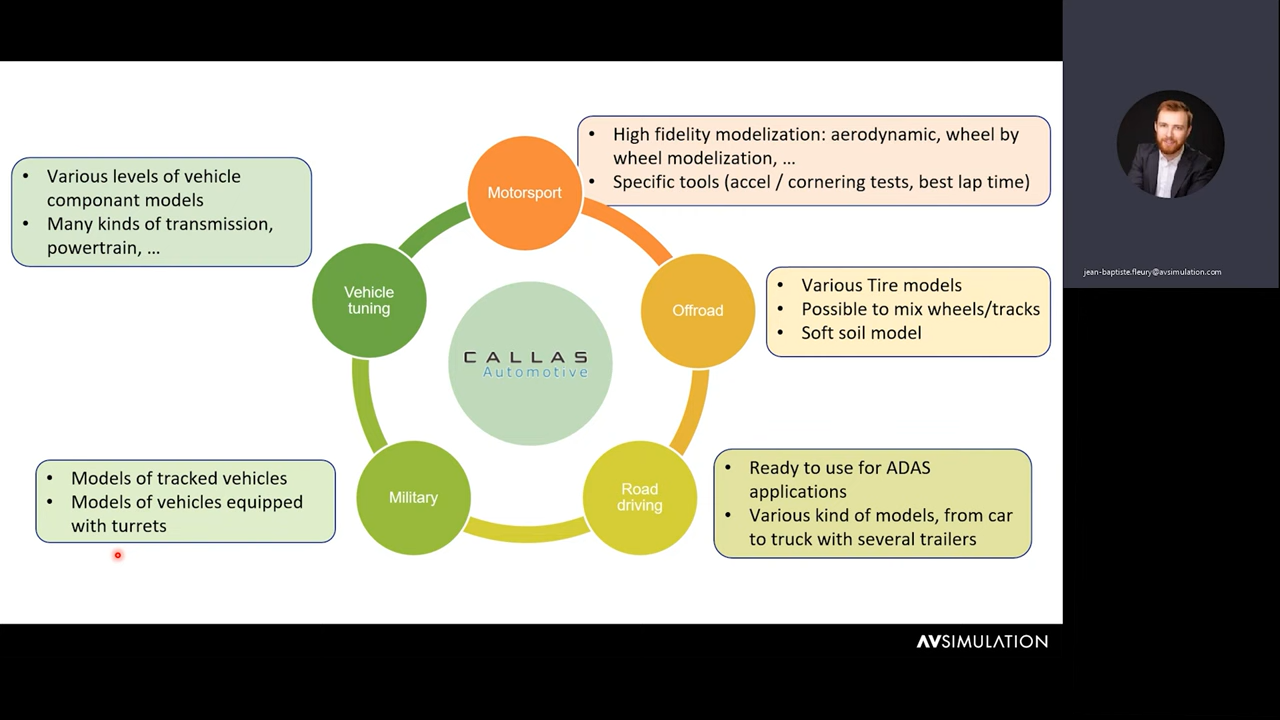 Motorsport
• High fidelity modelization: aerodynamic, wheel by
wheel modelization, ...
• Specific tools (accel / cornering tests, best lap time)
• Various levels of vehicle
componant models
• Many kinds of transmission,
powertrain, ...
Vehicle
tuning
Offroad
• Various Tire models
• Possible to mix wheels/tracks
• Soft soil model
CALLAS
Automotive
• Models of tracked vehicles
• Models of vehicles equipped
with turrets
Military
Road
driving
• Ready to use for ADAS
applications
• Various kind of models, from car
to truck with several trailers
AVSIMULATION
jean-baptiste.fleury@avsimulation.com